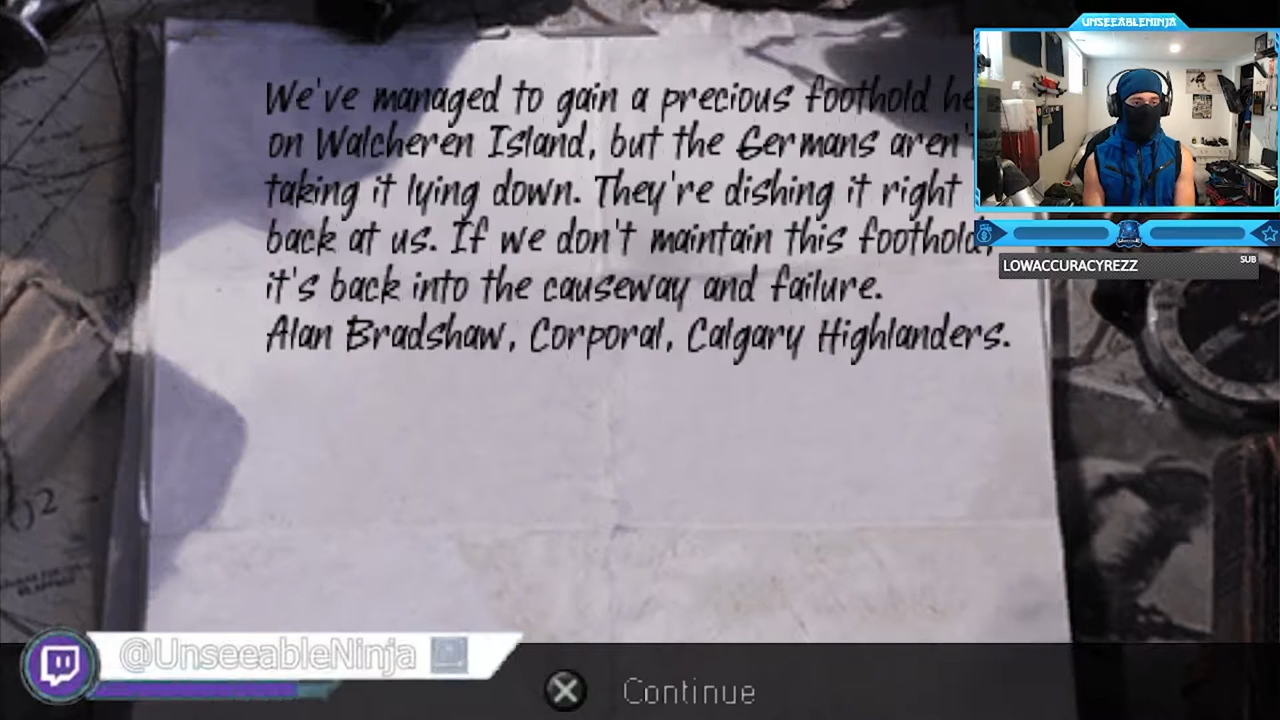 UNSEEABLENINJA
We've managed to gain a precious foothold
on Walcheren Island, but the Germans aren't
taking it lying down. They're dishing it right
back at us. If we don't maintain this foothold,
it's back into the causeway and failure.
Alan Bradshaw, Corporal, Calgary Highlanders.
LOWACCURACYREZZ
SUB
@UnseeableNinja
Continue